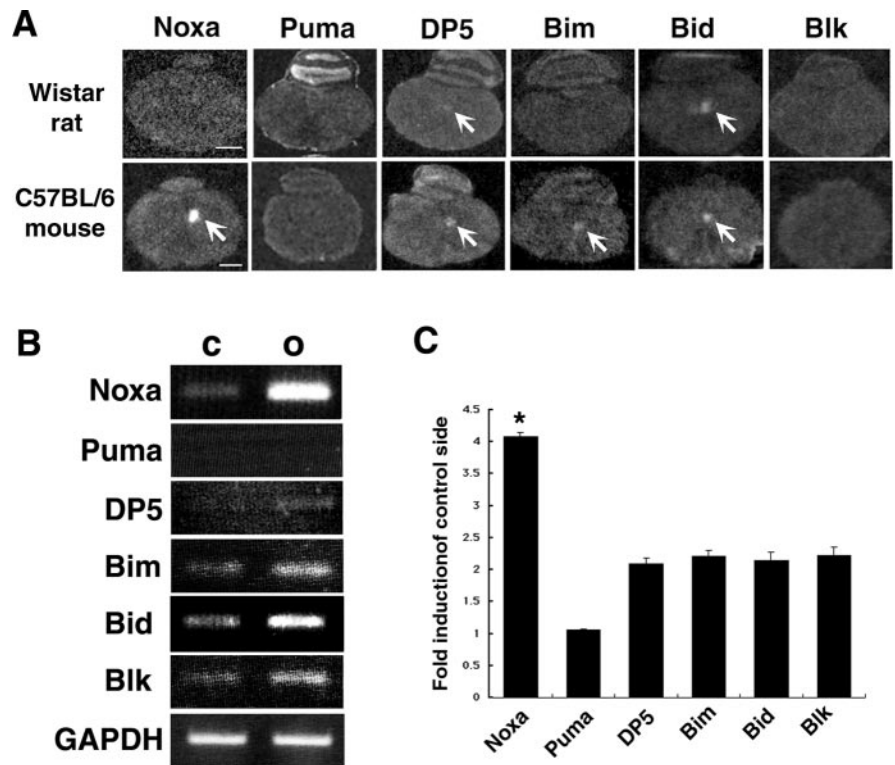 A
Noxa Puma DP5 Bim Bid Blk
Wistar
rat
C57BL/6
mouse
B
c o
Noxa
Puma
DP5
Bim
Bid
Blk
GAPDH
C
Fold inductionof control side
4.5
4
3.5
3
2.5
2
1.5
1
0.5
0
*
Noxa Puma DP5 Bim Bid Blk